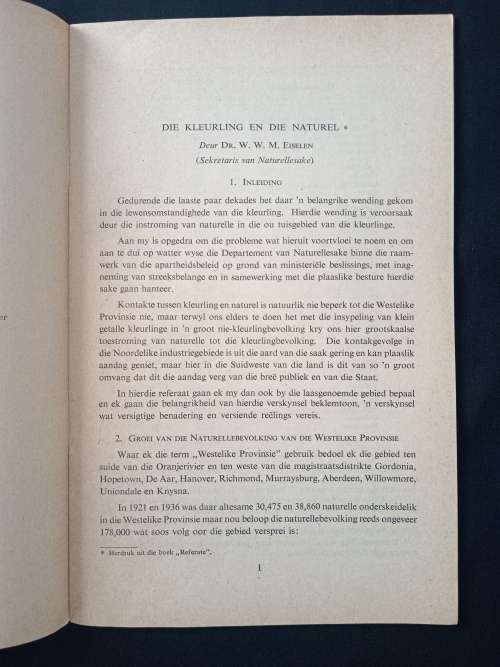 DIE KLEURLING EN DIE NATUREL *
Deur DR. W. W. M. EISELEN
(Sekretaris van Naturellesake)
1. INLEIDING
Gedurende die laaste paar dekades het daar 'n belangrike wending gekom
in die lewensomstandighede van die kleurling. Hierdie wending is veroorsaak
deur die instroming van naturelle in die ou tuisgebied van die kleurlinge.
Aan my is opgedra om die probleme wat hieruit voortvloei te noem en om
aan te dui op watter wyse die Departement van Naturellesake binne die raam-
werk van die apartheidsbeleid op grond van ministeriële beslissings, met inag-
neming van streeksbelange en in samewerking met die plaaslike besture hierdie
sake gaan hanteer.
Kontakte tussen kleurling en naturel is natuurlik nie beperk tot die Westelike
Provinsie nie, maar terwyl ons elders te doen het met die insypeling van klein
getalle kleurlinge in 'n groot nie-kleurlingbevolking kry ons hier grootskaalse
toestroming van naturelle tot die kleurlingbevolking. Die kontakgevolge in
die Noordelike industriegebiede is uit die aard van die saak gering en kan plaaslik
aandag geniet, maar hier in die Suidweste van die land is dit van so 'n groot
omvang dat dit die aandag verg van die breë publiek en van die Staat.
In hierdie referaat gaan ek my dan ook by die laasgenoemde gebied bepaal
en ek gaan die belangrikheid van hierdie verskynsel beklemtoon, 'n verskynsel
wat versigtige benadering en versiende reëlings vereis.
2. GROEI VAN DIE NATURELLEBEVOLKING VAN DIE WESTELIKE PROVINSIE
Waar ek die term „Westelike Provinsie" gebruik bedoel ek die gebied ten
suide van die Oranjerivier en ten weste van die magistraatsdistrikte Gordonia,
Hopetown, De Aar, Hanover, Richmond, Murraysburg, Aberdeen, Willowmore,
Uniondale en Knysna.
In 1921 en 1936 was daar altesame 30,475 en 38,860 naturelle onderskeidelik
in die Westelike Provinsie maar nou beloop die naturellebevolking reeds ongeveer
178,000 wat soos volg oor die gebied versprei is:
* Herdruk uit die boek „Referate".
1
er